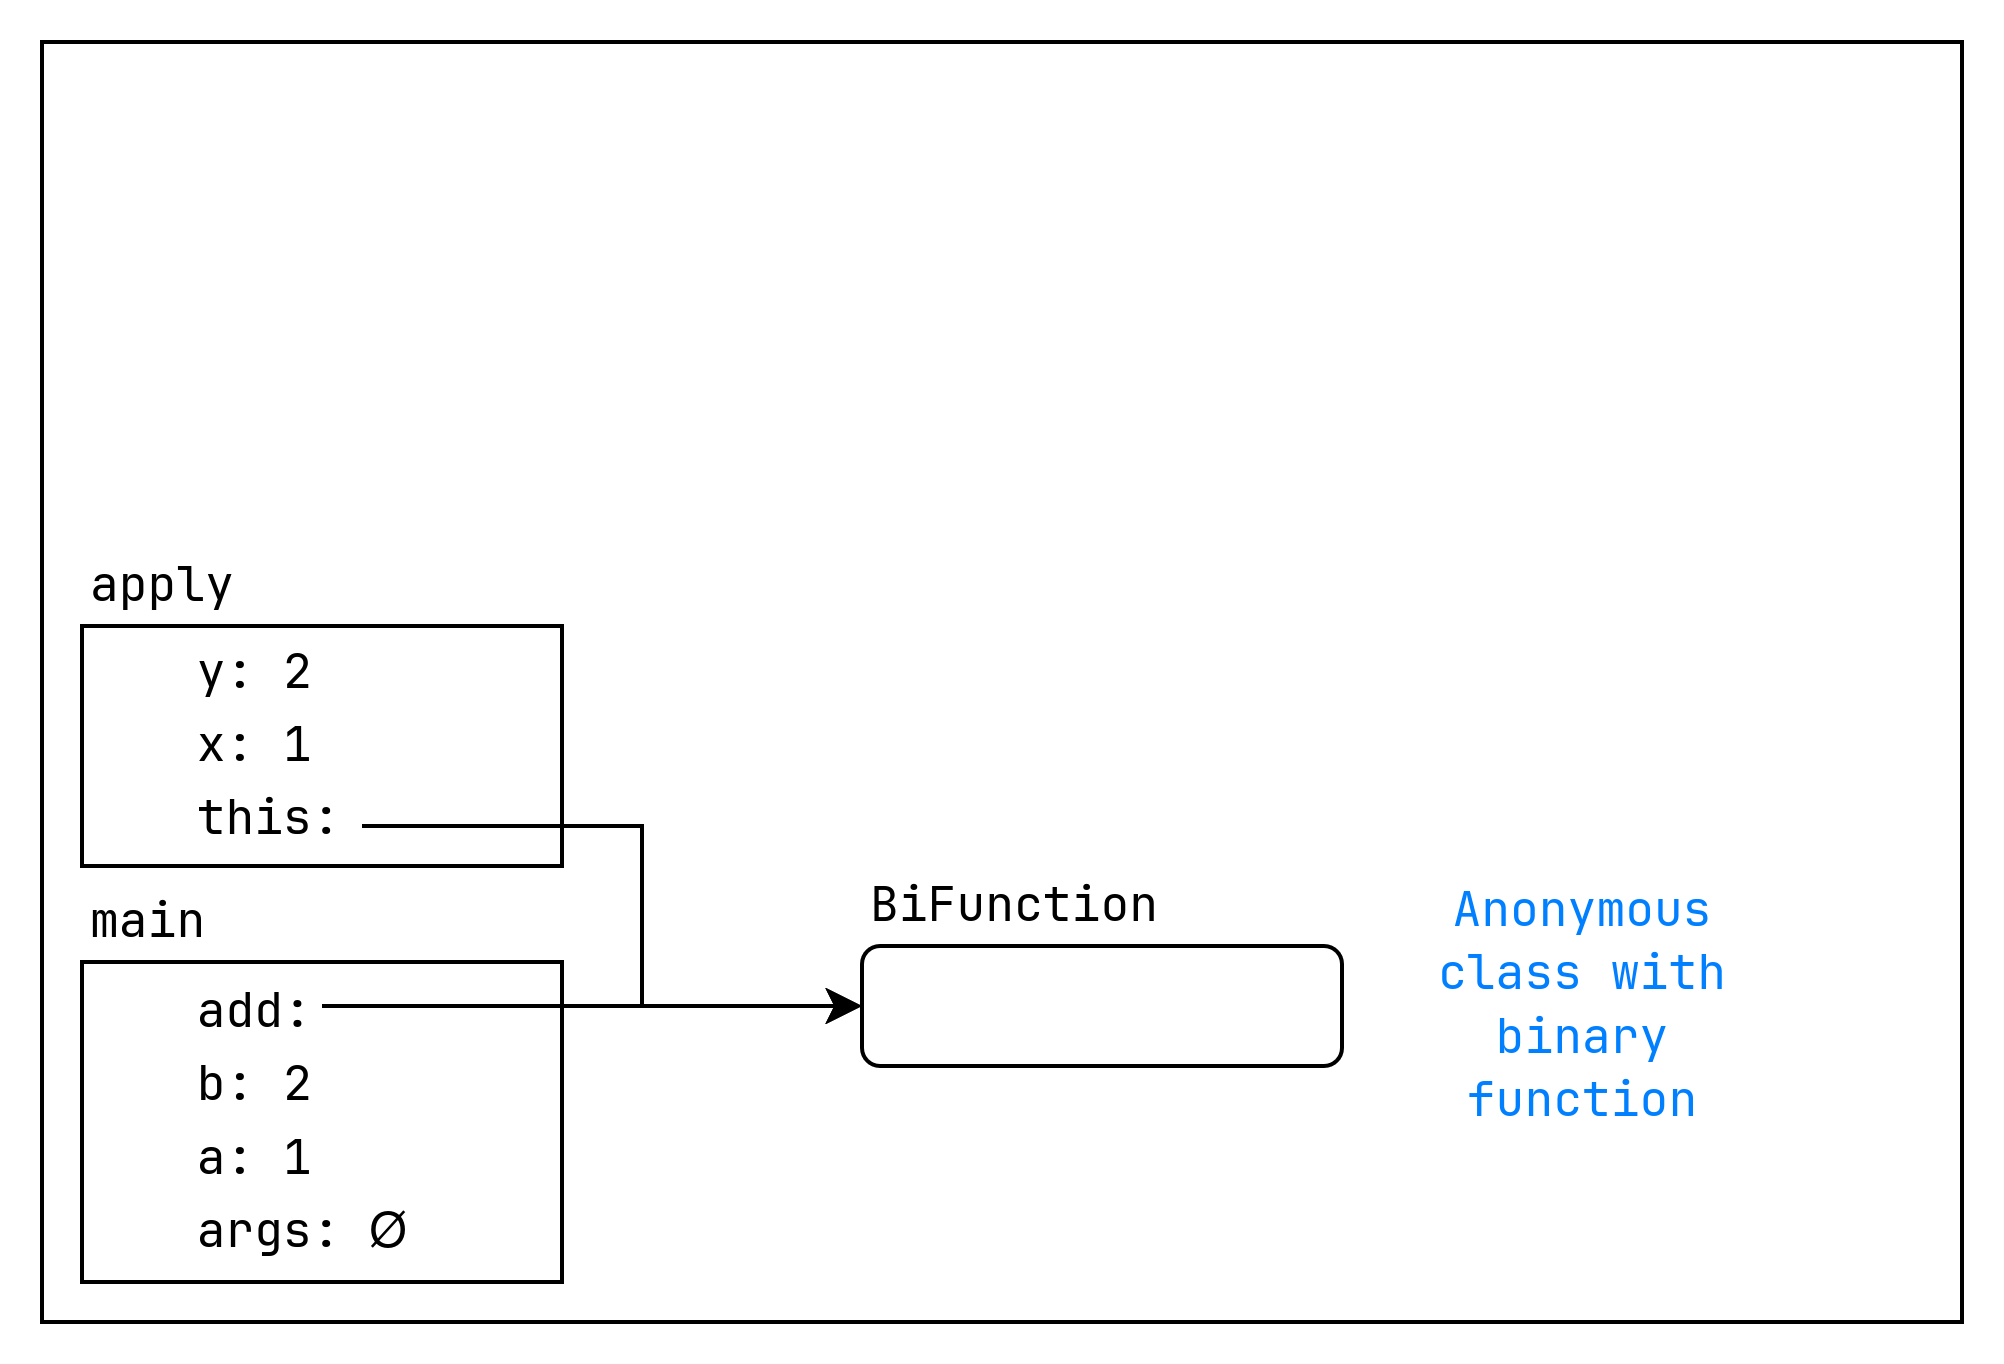 apply
y: 2
x: 1
this:
main
add:
b: 2
a: 1
args: Ø
BiFunction
Anonymous
class with
binary
function